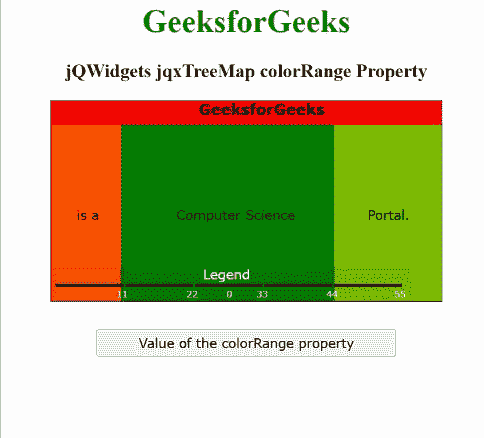 GeeksforGeeks
jQWidgets jqxTreeMap colorRange Property
GeeksforGeeks
is a
Computer Science
Portal.
Legend
11 22 0 33 44 55
Value of the colorRange property